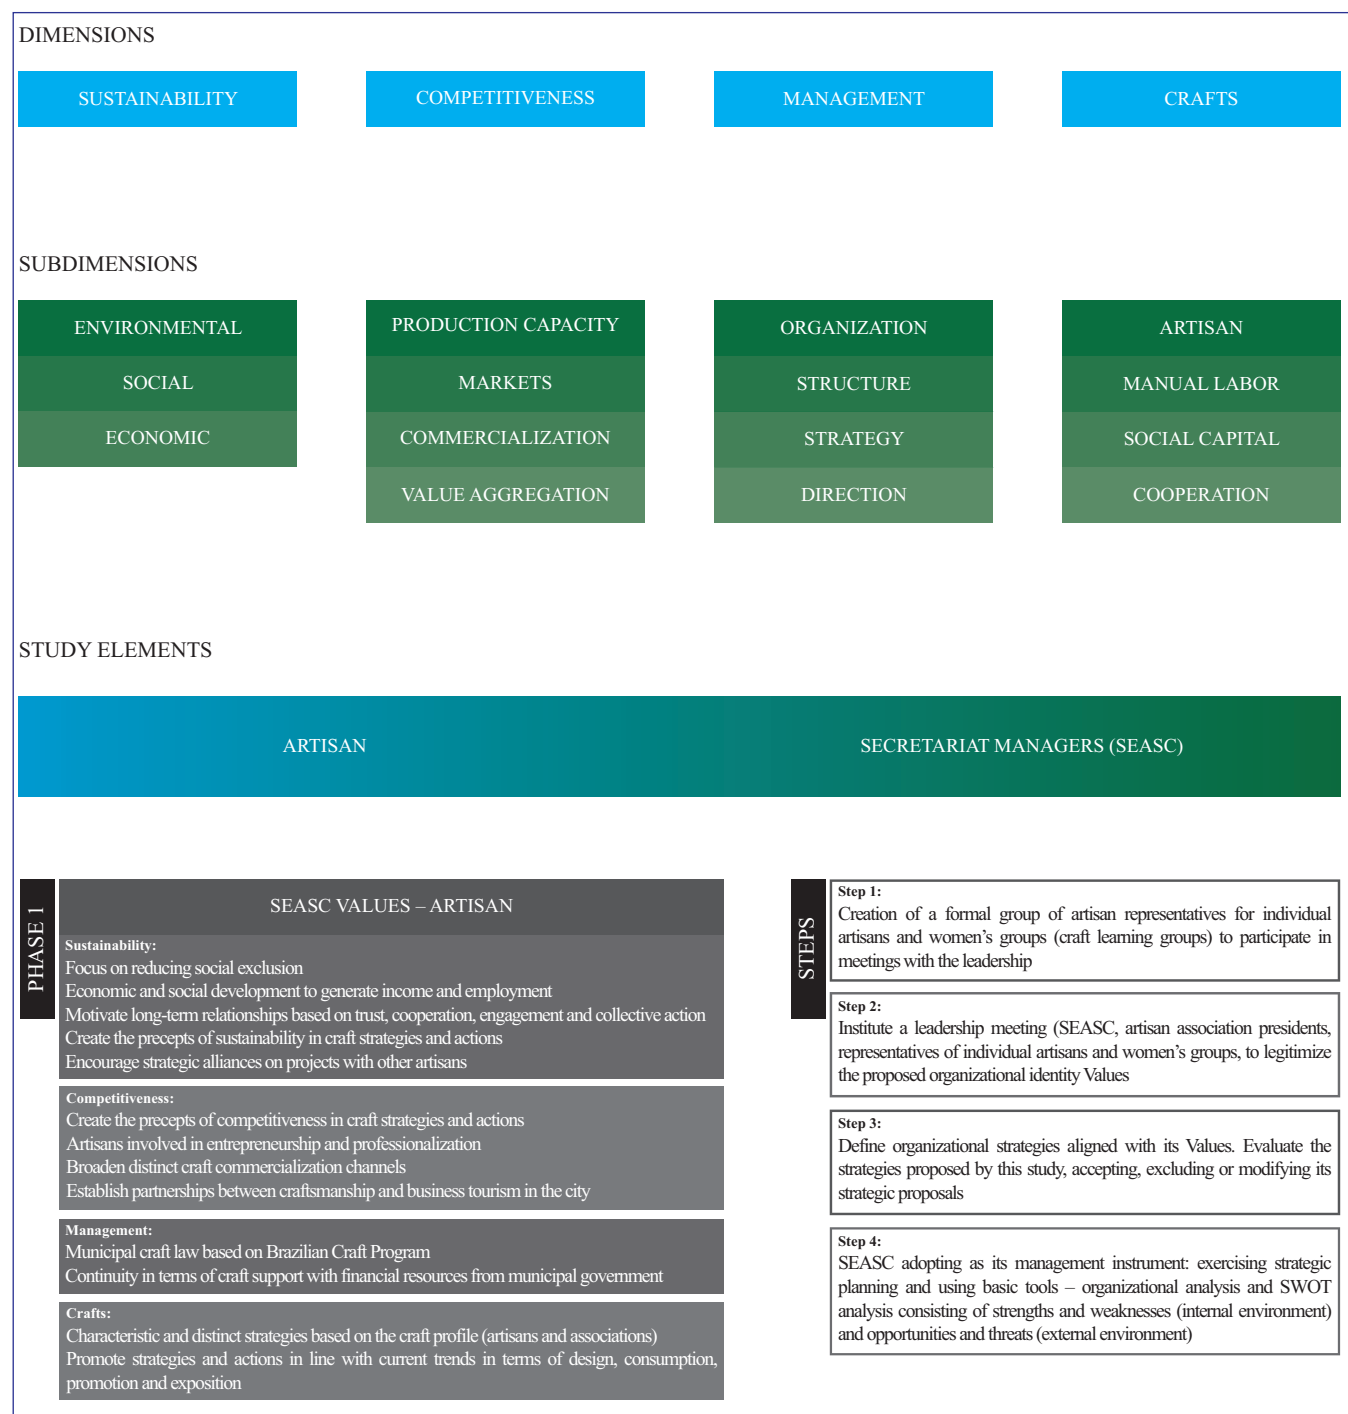 DIMENSIONS
SUSTAINABILITY
COMPETITIVENESS
MANAGEMENT
CRAFTS
SUBDIMENSIONS
ENVIRONMENTAL
SOCIAL
ECONOMIC
PRODUCTION CAPACITY
MARKETS
COMMERCIALIZATION
VALUE AGGREGATION
ORGANIZATION
STRUCTURE
STRATEGY
DIRECTION
ARTISAN
MANUAL LABOR
SOCIAL CAPITAL
COOPERATION
STUDY ELEMENTS
ARTISAN
SECRETARIAT MANAGERS (SEASC)
PHASE 1
SEASC VALUES – ARTISAN
Sustainability:
Focus on reducing social exclusion
Economic and social development to generate income and employment
Motivate long-term relationships based on trust, cooperation, engagement and collective action
Create the precepts of sustainability in craft strategies and actions
Encourage strategic alliances on projects with other artisans
Competitiveness:
Create the precepts of competitiveness in craft strategies and actions
Artisans involved in entrepreneurship and professionalization
Broaden distinct craft commercialization channels
Establish partnerships between craftsmanship and business tourism in the city
Management:
Municipal craft law based on Brazilian Craft Program
Continuity in terms of craft support with financial resources from municipal government
Crafts:
Characteristic and distinct strategies based on the craft profile (artisans and associations)
Promote strategies and actions in line with current trends in terms of design, consumption,
promotion and exposition
STEPS
Step 1:
Creation of a formal group of artisan representatives for individual
artisans and women’s groups (craft learning groups) to participate in
meetings with the leadership
Step 2:
Institute a leadership meeting (SEASC, artisan association presidents,
representatives of individual artisans and women’s groups, to legitimize
the proposed organizational identity Values
Step 3:
Define organizational strategies aligned with its Values. Evaluate the
strategies proposed by this study, accepting, excluding or modifying its
strategic proposals
Step 4:
SEASC adopting as its management instrument: exercising strategic
planning and using basic tools – organizational analysis and SWOT
analysis consisting of strengths and weaknesses (internal environment)
and opportunities and threats (external environment)